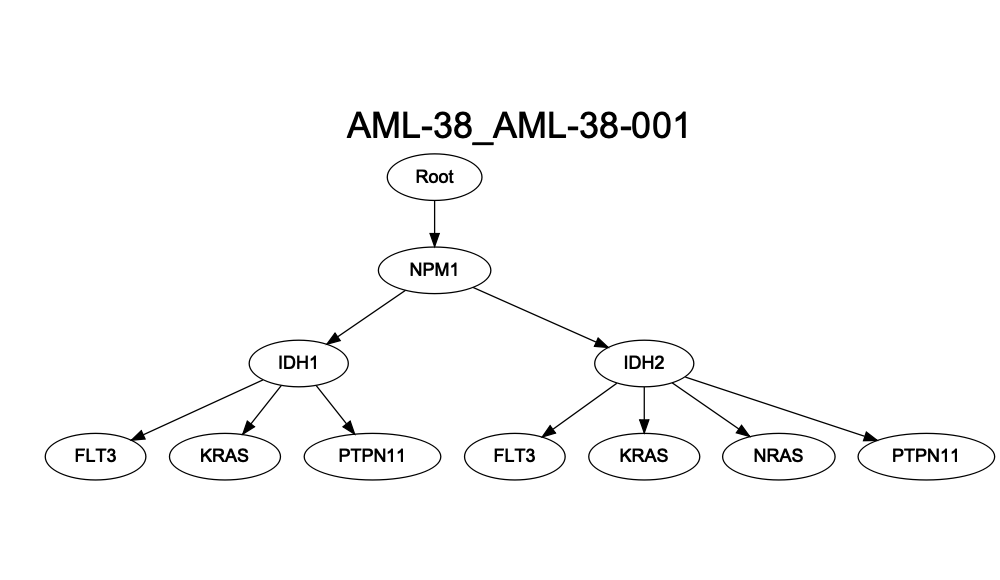 AML-38_AML-38-001
Root
NPM1
IDH1 IDH2
FLT3 KRAS PTPN11 FLT3 KRAS NRAS PTPN11